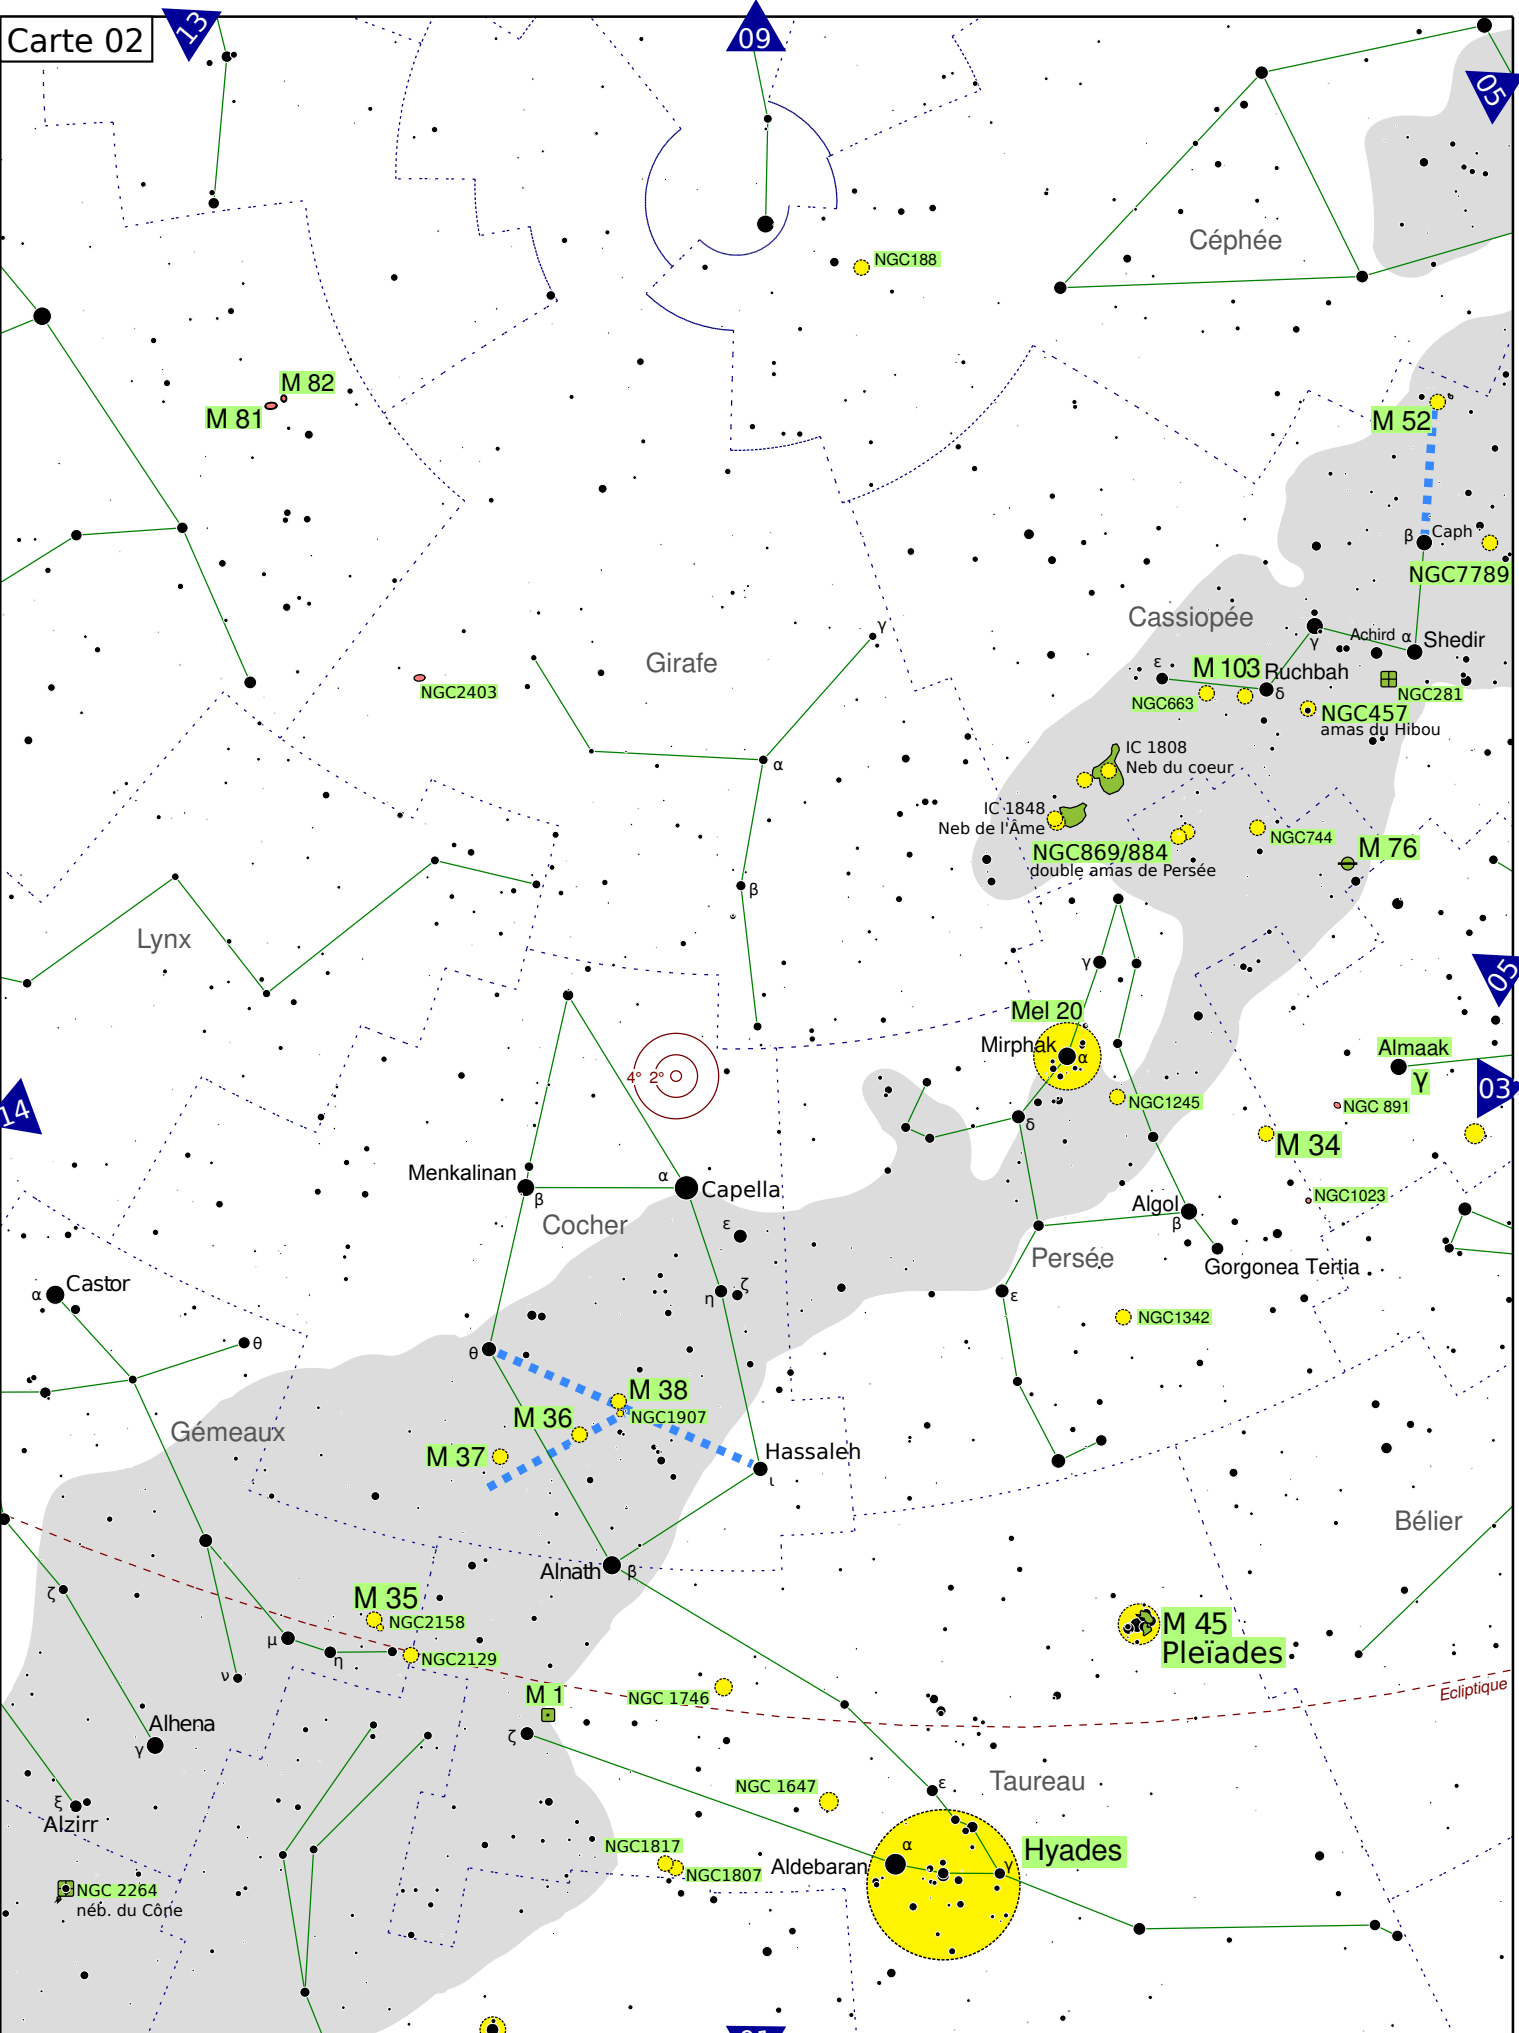 Carte 02
13
09
05
Céphée
NGC188
M 82
M 81
M 52
β Caph
NGC7789
Cassiopée
γ
Girafe
Achird α Shedir
γ
ε
M 103 Ruchbah
δ
NGC2403
NGC663
NGC281
NGC457
amas du Hibou
IC 1808
Neb du coeur
α
IC 1848
Neb de l'Âme
NGC869/884
double amas de Persée
NGC744
M 76
β
Lynx
γ
05
Mel 20
Mirphak
α
Almaak
γ
4° 2°
03
14
NGC1245
NGC 891
δ
M 34
Menkalinan
β
α
Capella
Cocher
ε
NGC1023
Algol
β
Persée
Gorgonea Tertia
Castor
α
η
ζ
ε
NGC1342
θ
θ
M 38
NGC1907
M 36
M 37
Gémeaux
Hassaleh
ι
Bélier
Alnath
β
ζ
M 35
NGC2158
M 45
Pleïades
μ
η
NGC2129
ν
M 1
NGC 1746
Ecliptique
Alhena
γ
ζ
Taureau
NGC 1647
ε
ξ
Alzirr
NGC1817
NGC1807
Aldebaran
α
γ
Hyades
NGC 2264
néb. du Cône